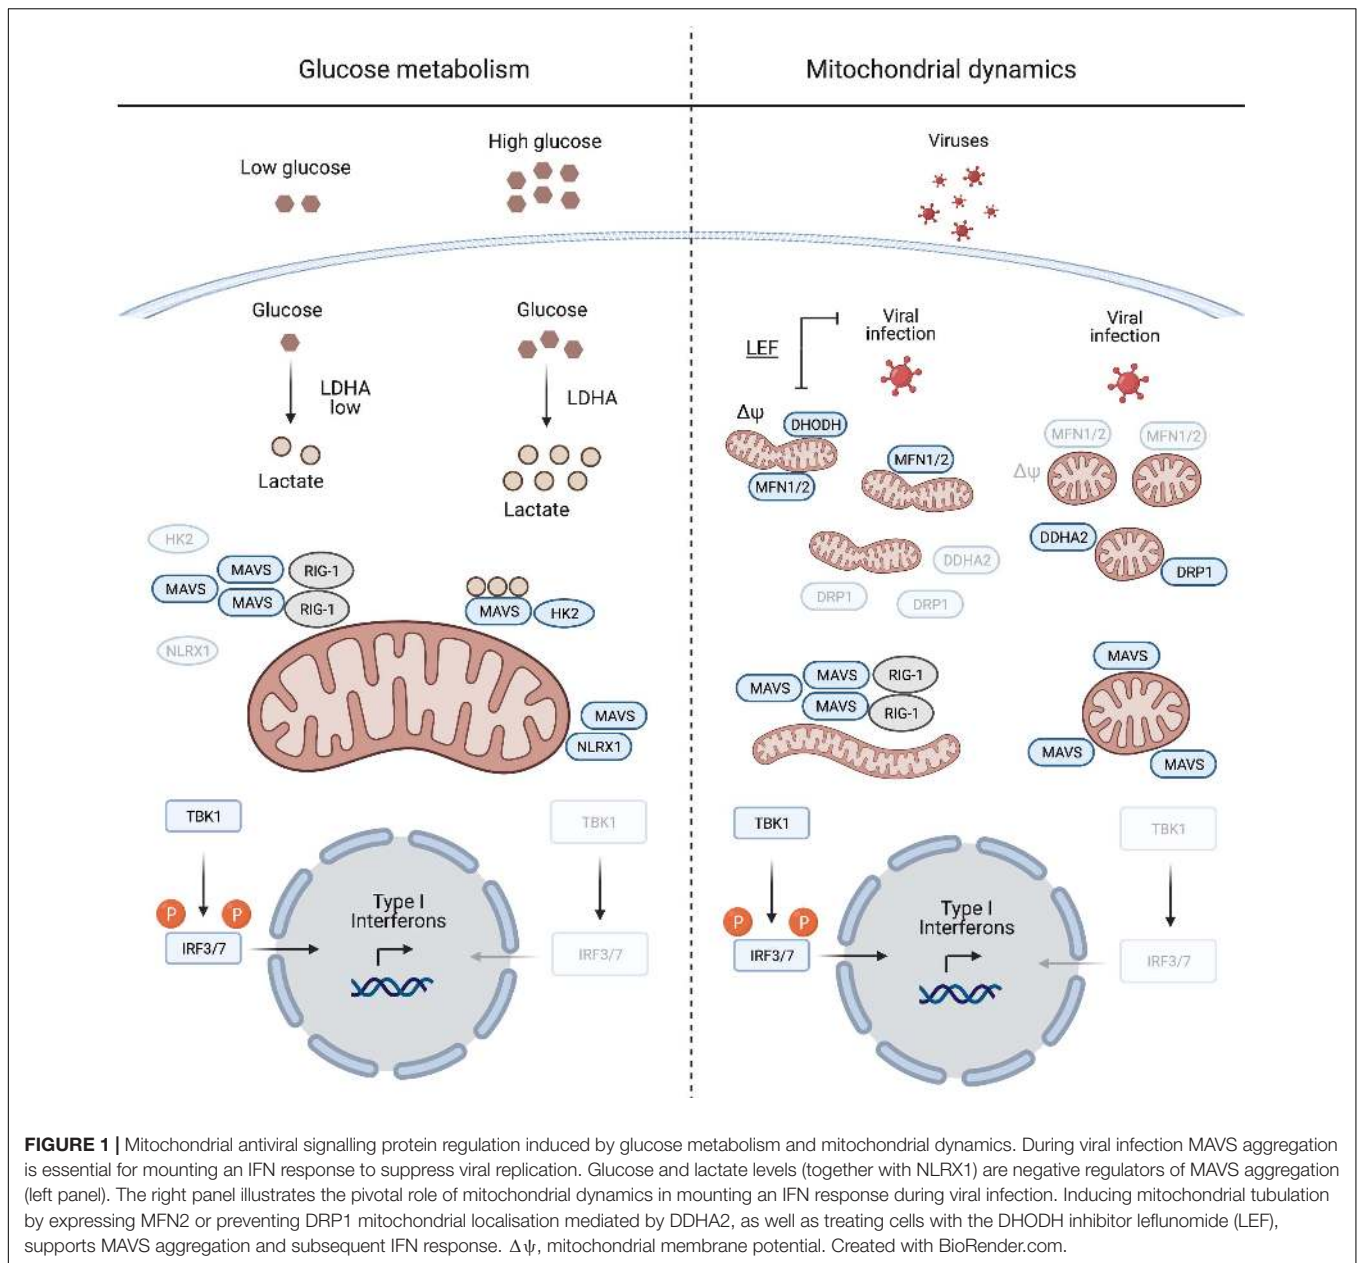 Glucose metabolism
Mitochondrial dynamics
Low glucose
High glucose
Viruses
Glucose
LDHA
low
Lactate
Glucose
LDHA
Lactate
HK2
MAVS
MAVS
MAVS
RIG-1
RIG-1
NLRX1
MAVS
HK2
MAVS
NLRX1
TBK1
P
P
IRF3/7
Type I
Interferons
TBK1
IRF3/7
LEF
Viral
infection
Viral
infection
Δψ
DHODH
MFN1/2
MFN1/2
MFN1/2
MFN1/2
Δψ
DDHA2
DRP1
DRP1
DDHA2
DRP1
MAVS
MAVS
MAVS
RIG-1
RIG-1
MAVS
MAVS
MAVS
TBK1
P
P
IRF3/7
Type I
Interferons
TBK1
IRF3/7
FIGURE 1 | Mitochondrial antiviral signalling protein regulation induced by glucose metabolism and mitochondrial dynamics. During viral infection MAVS aggregation
is essential for mounting an IFN response to suppress viral replication. Glucose and lactate levels (together with NLRX1) are negative regulators of MAVS aggregation
(left panel). The right panel illustrates the pivotal role of mitochondrial dynamics in mounting an IFN response during viral infection. Inducing mitochondrial tubulation
by expressing MFN2 or preventing DRP1 mitochondrial localisation mediated by DDHA2, as well as treating cells with the DHODH inhibitor leflunomide (LEF),
supports MAVS aggregation and subsequent IFN response. Δψ, mitochondrial membrane potential. Created with BioRender.com.